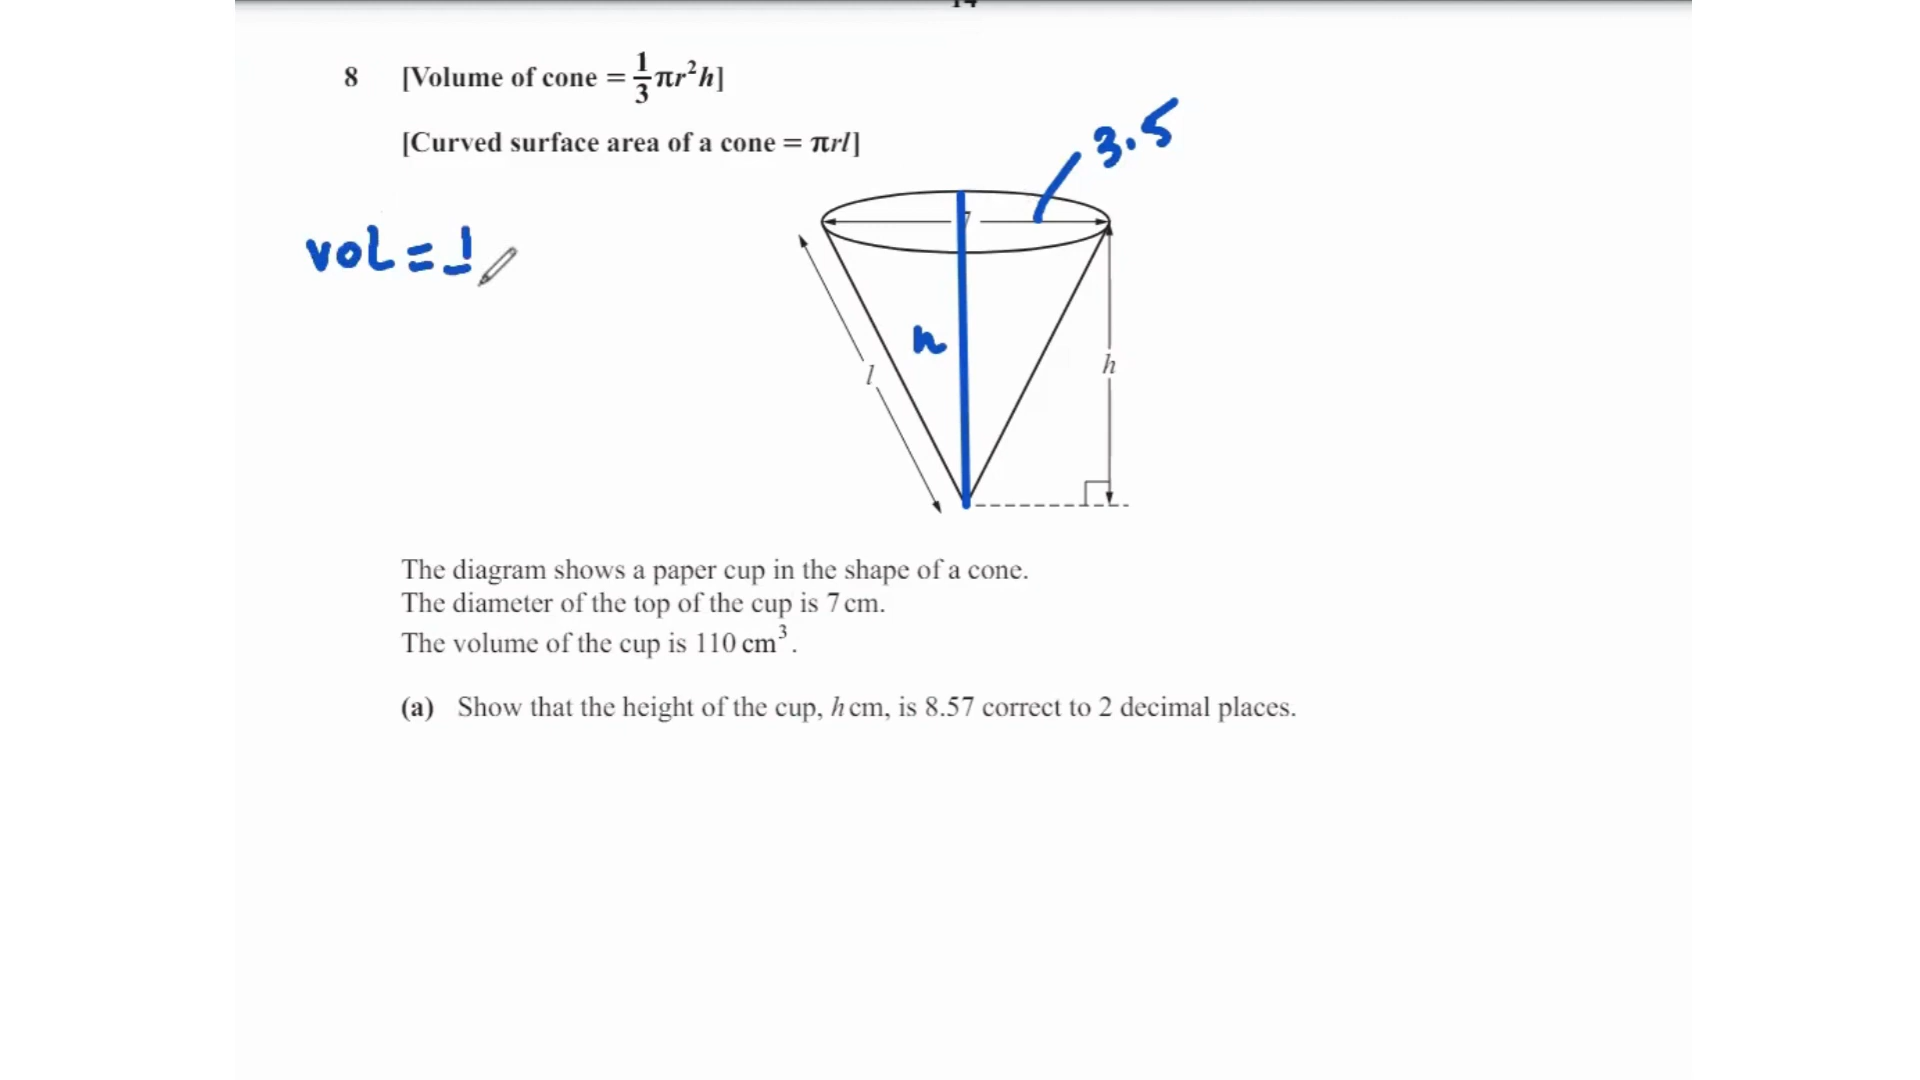 8 [Volume of cone = 1/3 πr²h]
[Curved surface area of a cone = πrl]
3.5
7
vol = 1
h
l
h
The diagram shows a paper cup in the shape of a cone.
The diameter of the top of the cup is 7 cm.
The volume of the cup is 110 cm³.
(a) Show that the height of the cup, h cm, is 8.57 correct to 2 decimal places.